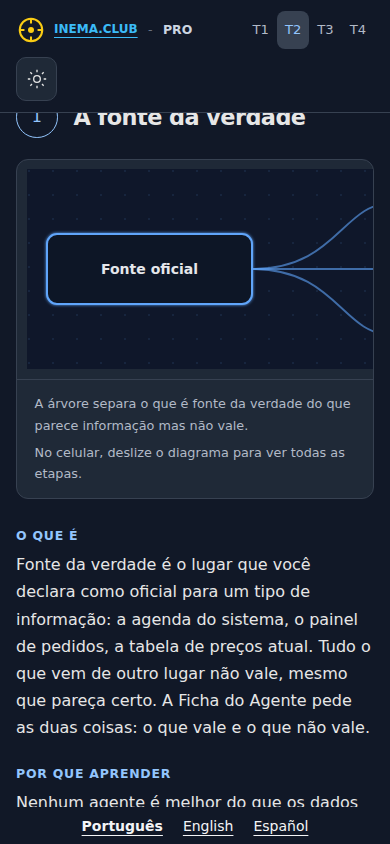 INEMA.CLUB - PRO T1 T2 T3 T4
1 A fonte da verdade
Fonte oficial
A árvore separa o que é fonte da verdade do que
parece informação mas não vale.
No celular, deslize o diagrama para ver todas as
etapas.
O QUE É
Fonte da verdade é o lugar que você
declara como oficial para um tipo de
informação: a agenda do sistema, o painel
de pedidos, a tabela de preços atual. Tudo o
que vem de outro lugar não vale, mesmo
que pareça certo. A Ficha do Agente pede
as duas coisas: o que vale e o que não vale.
POR QUE APRENDER
Nenhum agente é melhor do que os dados
Português English Español